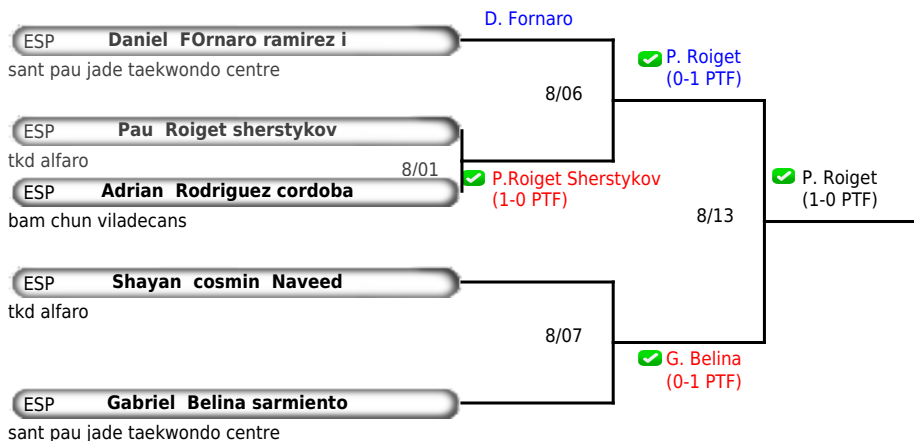 D. Fornaro
ESP Daniel FOrnaro ramirez i
sant pau jade taekwondo centre
P. Roiget
(0-1 PTF)
8/06
ESP Pau Roiget sherstykov
tkd alfaro
8/01
P.Roiget Sherstykov
(1-0 PTF)
P. Roiget
(1-0 PTF)
ESP Adrian Rodriguez cordoba
bam chun viladecans
8/13
ESP Shayan cosmin Naveed
tkd alfaro
8/07
G. Belina
(0-1 PTF)
ESP Gabriel Belina sarmiento
sant pau jade taekwondo centre